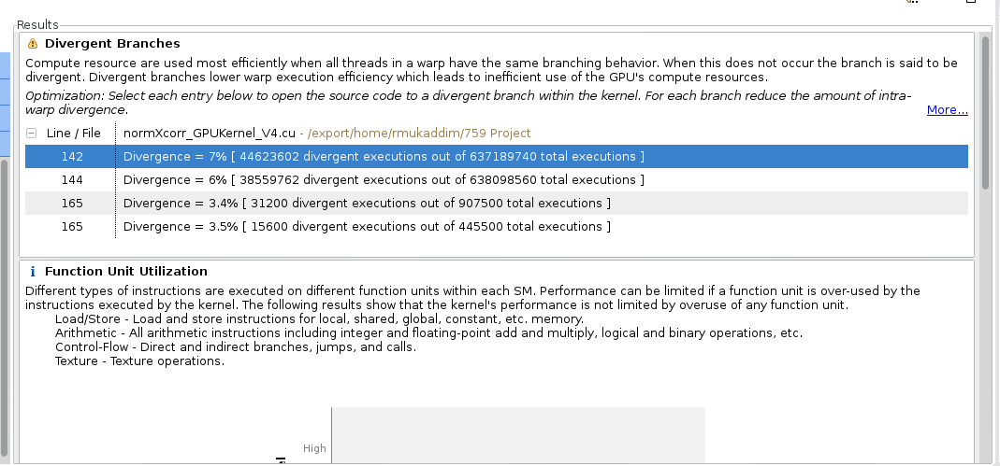 Results
Divergent Branches
Compute resource are used most efficiently when all threads in a warp have the same branching behavior. When this does not occur the branch is said to be
divergent. Divergent branches lower warp execution efficiency which leads to inefficient use of the GPU's compute resources.
Optimization: Select each entry below to open the source code to a divergent branch within the kernel. For each branch reduce the amount of intra-
warp divergence. More...
Line / File normXcorr_GPUKernel_V4.cu - /export/home/rmukaddim/759 Project
142 Divergence = 7% [ 44623602 divergent executions out of 637189740 total executions ]
144 Divergence = 6% [ 38559762 divergent executions out of 638098560 total executions ]
165 Divergence = 3.4% [ 31200 divergent executions out of 907500 total executions ]
165 Divergence = 3.5% [ 15600 divergent executions out of 445500 total executions ]
Function Unit Utilization
Different types of instructions are executed on different function units within each SM. Performance can be limited if a function unit is over-used by the
instructions executed by the kernel. The following results show that the kernel's performance is not limited by overuse of any function unit.
Load/Store - Load and store instructions for local, shared, global, constant, etc. memory.
Arithmetic - All arithmetic instructions including integer and floating-point add and multiply, logical and binary operations, etc.
Control-Flow - Direct and indirect branches, jumps, and calls.
Texture - Texture operations.
High